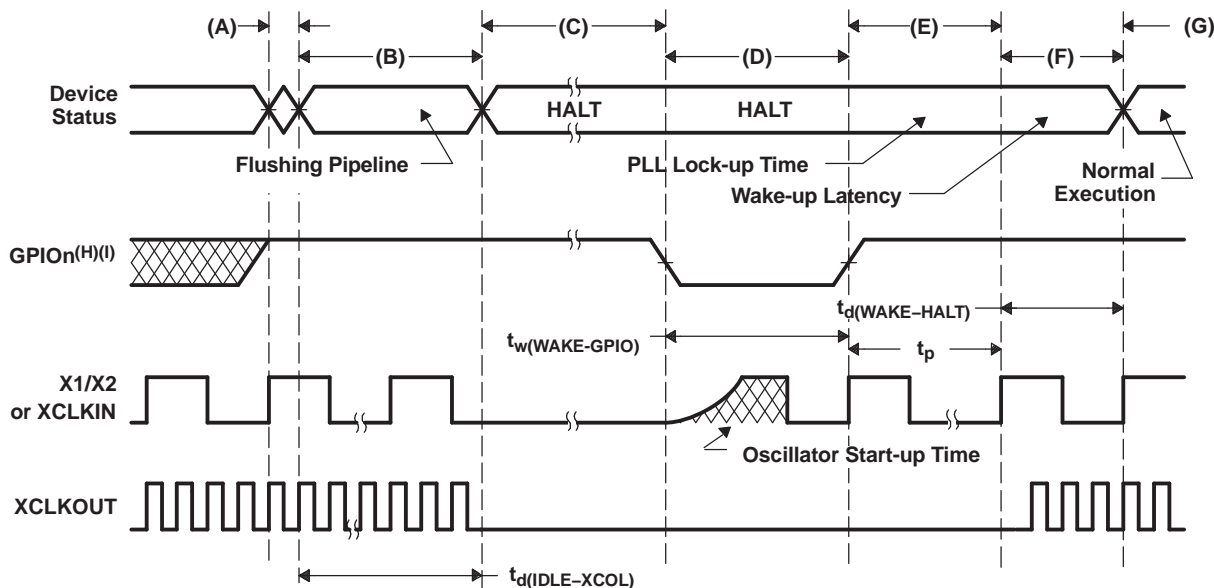 (A)
(B)
(C)
(D)
(E)
(F)
(G)
Device
Status
HALT
HALT
Flushing Pipeline
PLL Lock-up Time
Wake-up Latency
Normal
Execution
GPIOn(H)(I)
td(WAKE–HALT)
tw(WAKE-GPIO)
tp
X1/X2
or XCLKIN
Oscillator Start-up Time
XCLKOUT
td(IDLE–XCOL)